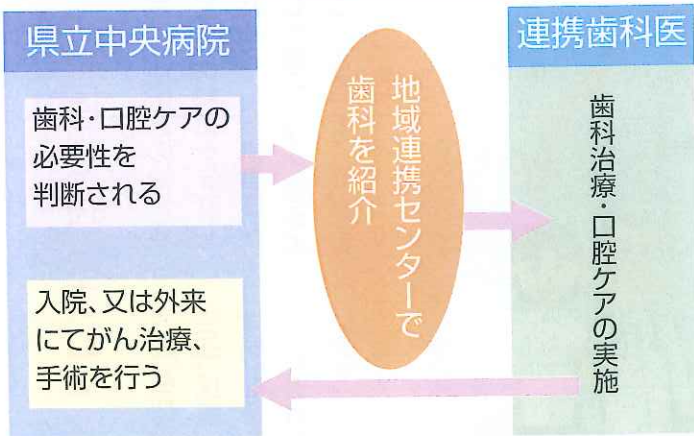 県立中央病院
歯科・口腔ケアの
必要性を
判断される
入院、又は外来
にてがん治療、
手術を行う
地域連携センターで
歯科を紹介
連携歯科医
歯科治療・口腔ケアの実施